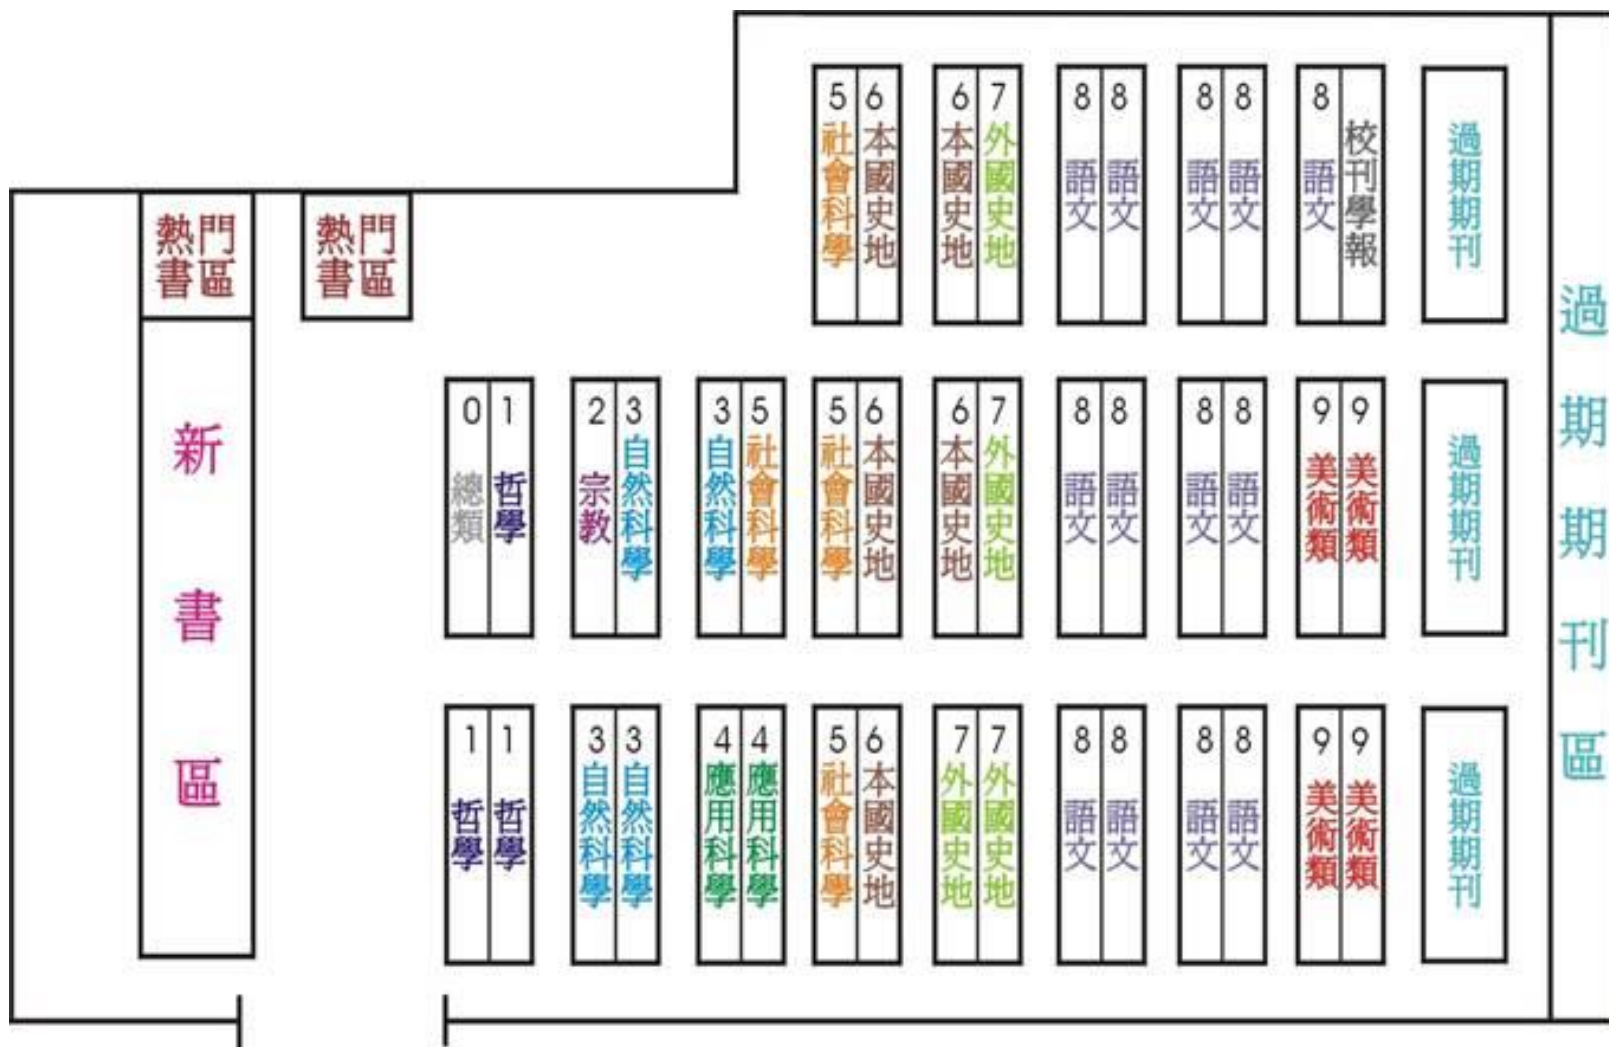 5 社會科學
6 本國史地
6 本國史地
7 外國史地
8 語文
8 語文
8 語文
8 語文
8 語文
校刊學報
過期期刊
熱門書區
熱門書區
新書區
0 總類
1 哲學
2 宗教
3 自然科學
3 自然科學
5 社會科學
5 社會科學
6 本國史地
6 本國史地
7 外國史地
8 語文
8 語文
8 語文
8 語文
9 美術類
9 美術類
過期期刊
1 哲學
1 哲學
3 自然科學
3 自然科學
4 應用科學
4 應用科學
5 社會科學
6 本國史地
7 外國史地
7 外國史地
8 語文
8 語文
8 語文
8 語文
9 美術類
9 美術類
過期期刊
過期期刊區